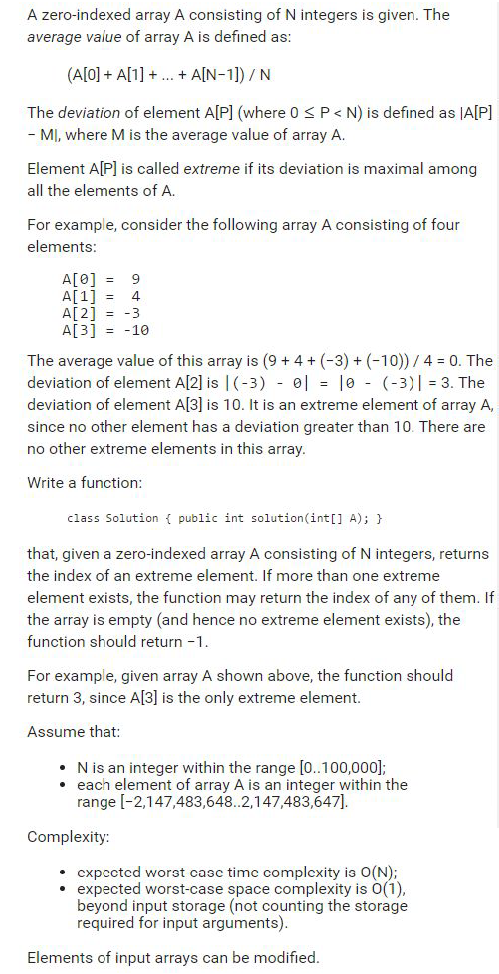 A zero-indexed array A consisting of N integers is given. The
average value of array A is defined as:
(A[0] + A[1] + ... + A[N-1]) / N
The deviation of element A[P] (where 0 ≤ P < N) is defined as |A[P]
- M|, where M is the average value of array A.
Element A[P] is called extreme if its deviation is maximal among
all the elements of A.
For example, consider the following array A consisting of four
elements:
A[0] = 9
A[1] = 4
A[2] = -3
A[3] = -10
The average value of this array is (9 + 4 + (-3) + (-10)) / 4 = 0. The
deviation of element A[2] is |(-3) - 0| = |0 - (-3)| = 3. The
deviation of element A[3] is 10. It is an extreme element of array A,
since no other element has a deviation greater than 10. There are
no other extreme elements in this array.
Write a function:
class Solution { public int solution(int[] A); }
that, given a zero-indexed array A consisting of N integers, returns
the index of an extreme element. If more than one extreme
element exists, the function may return the index of any of them. If
the array is empty (and hence no extreme element exists), the
function should return -1.
For example, given array A shown above, the function should
return 3, since A[3] is the only extreme element.
Assume that:
• N is an integer within the range [0..100,000];
• each element of array A is an integer within the
range [-2,147,483,648..2,147,483,647].
Complexity:
• expected worst case time complexity is O(N);
• expected worst-case space complexity is O(1),
beyond input storage (not counting the storage
required for input arguments).
Elements of input arrays can be modified.